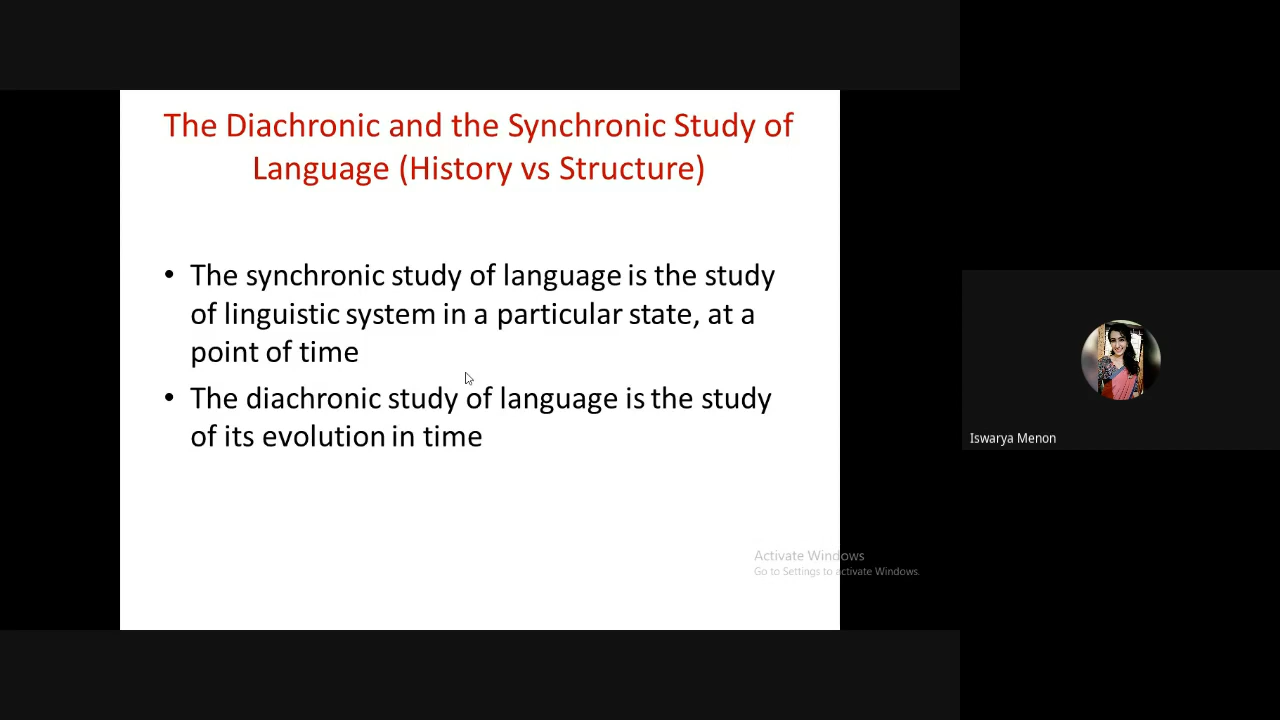 The Diachronic and the Synchronic Study of
Language (History vs Structure)
• The synchronic study of language is the study
of linguistic system in a particular state, at a
point of time
• The diachronic study of language is the study
of its evolution in time
Iswarya Menon
Activate Windows
Go to Settings to activate Windows.